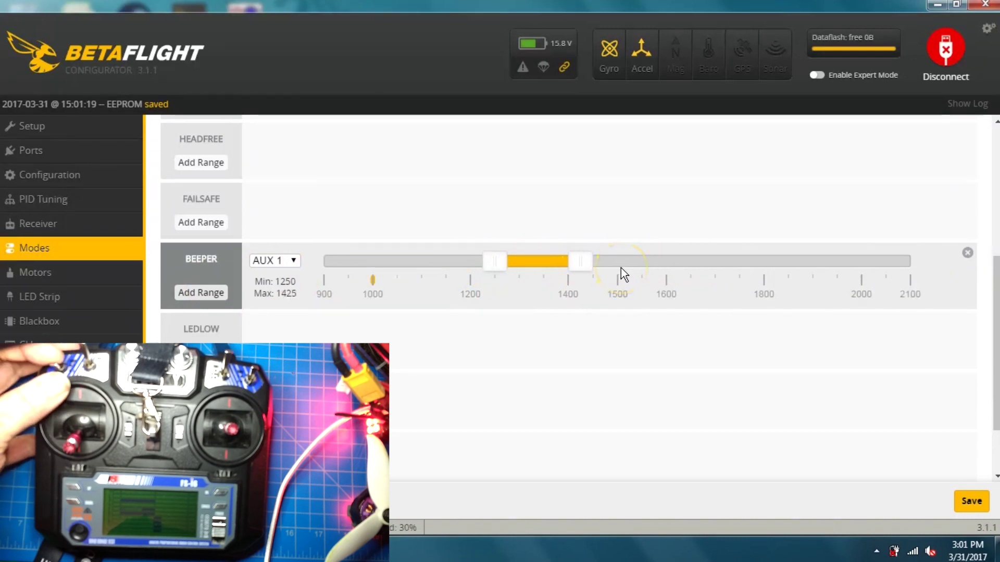 BETAFLIGHT
CONFIGURATOR 3.1.1
15.8 V
Gyro
Accel
Mag
Baro
GPS
Sonar
Dataflash: free 0B
Enable Expert Mode
Disconnect
2017-03-31 @ 15:01:19 -- EEPROM saved
Show Log
Setup
Ports
Configuration
PID Tuning
Receiver
Modes
Motors
LED Strip
Blackbox
HEADFREE
Add Range
FAILSAFE
Add Range
BEEPER
Add Range
AUX 1
Min: 1250
Max: 1425
900 1000 1200 1400 1500 1600 1800 2000 2100
LEDLOW
FS-i6
7
16
17
Save
d: 30%
3.1.1
3:01 PM
3/31/2017